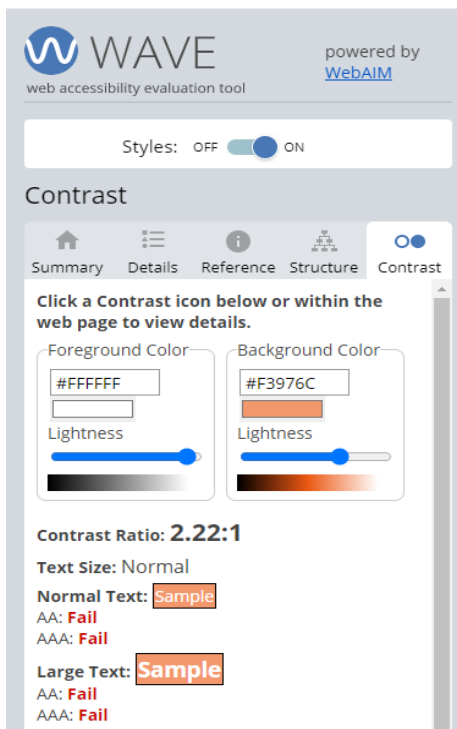 WAVE
web accessibility evaluation tool
powered by
WebAIM
Styles: OFF ON
Contrast
Summary Details Reference Structure Contrast
Click a Contrast icon below or within the
web page to view details.
Foreground Color
#FFFFFF
Lightness
Background Color
#F3976C
Lightness
Contrast Ratio: 2.22:1
Text Size: Normal
Normal Text: Sample
AA: Fail
AAA: Fail
Large Text: Sample
AA: Fail
AAA: Fail